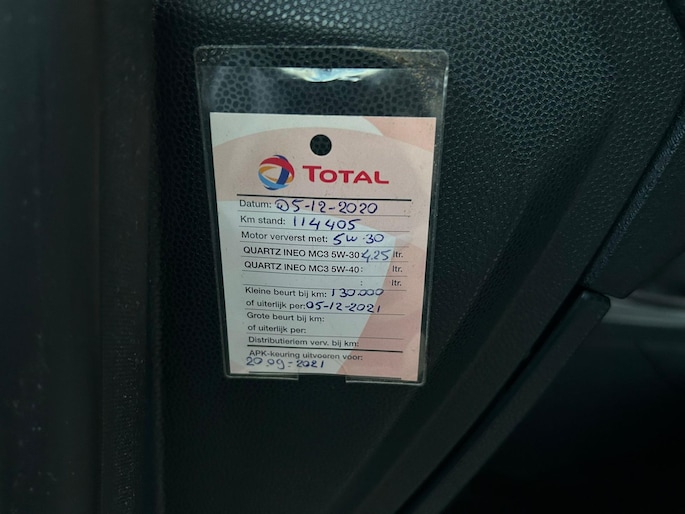 TOTAL
Datum: 05-12-2020
Km stand: 114405
Motor ververst met: 5W-30
QUARTZ INEO MC3 5W-30: 4,25 ltr.
QUARTZ INEO MC3 5W-40: ltr.
: ltr.
Kleine beurt bij km: 130.000
of uiterlijk per: 05-12-2021
Grote beurt bij km:
of uiterlijk per:
Distributieriem verv. bij km:
APK-keuring uitvoeren voor:
20-09-2021